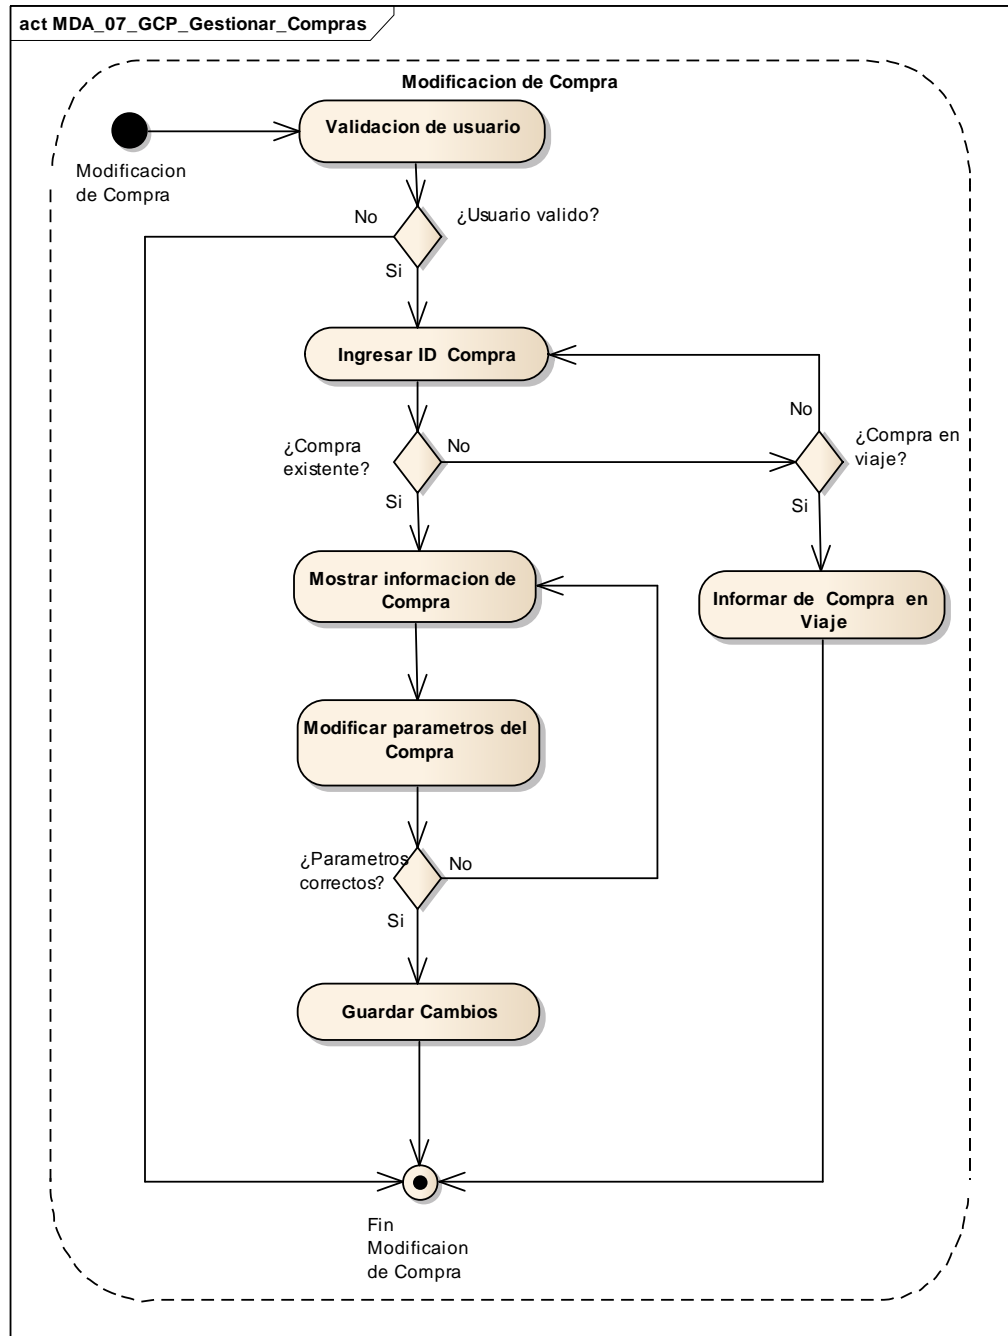 act MDA_07_GCP_Gestionar_Compras
Modificacion de Compra
Validacion de usuario
Modificacion
de Compra
No
¿Usuario valido?
Si
Ingresar ID  Compra
No
¿Compra
existente?
No
¿Compra en
viaje?
Si
Si
Mostrar informacion de
Compra
Informar de  Compra  en
Viaje
Modificar parametros del
Compra
¿Parametros
correctos?
No
Si
Guardar Cambios
Fin
Modificaion
de Compra